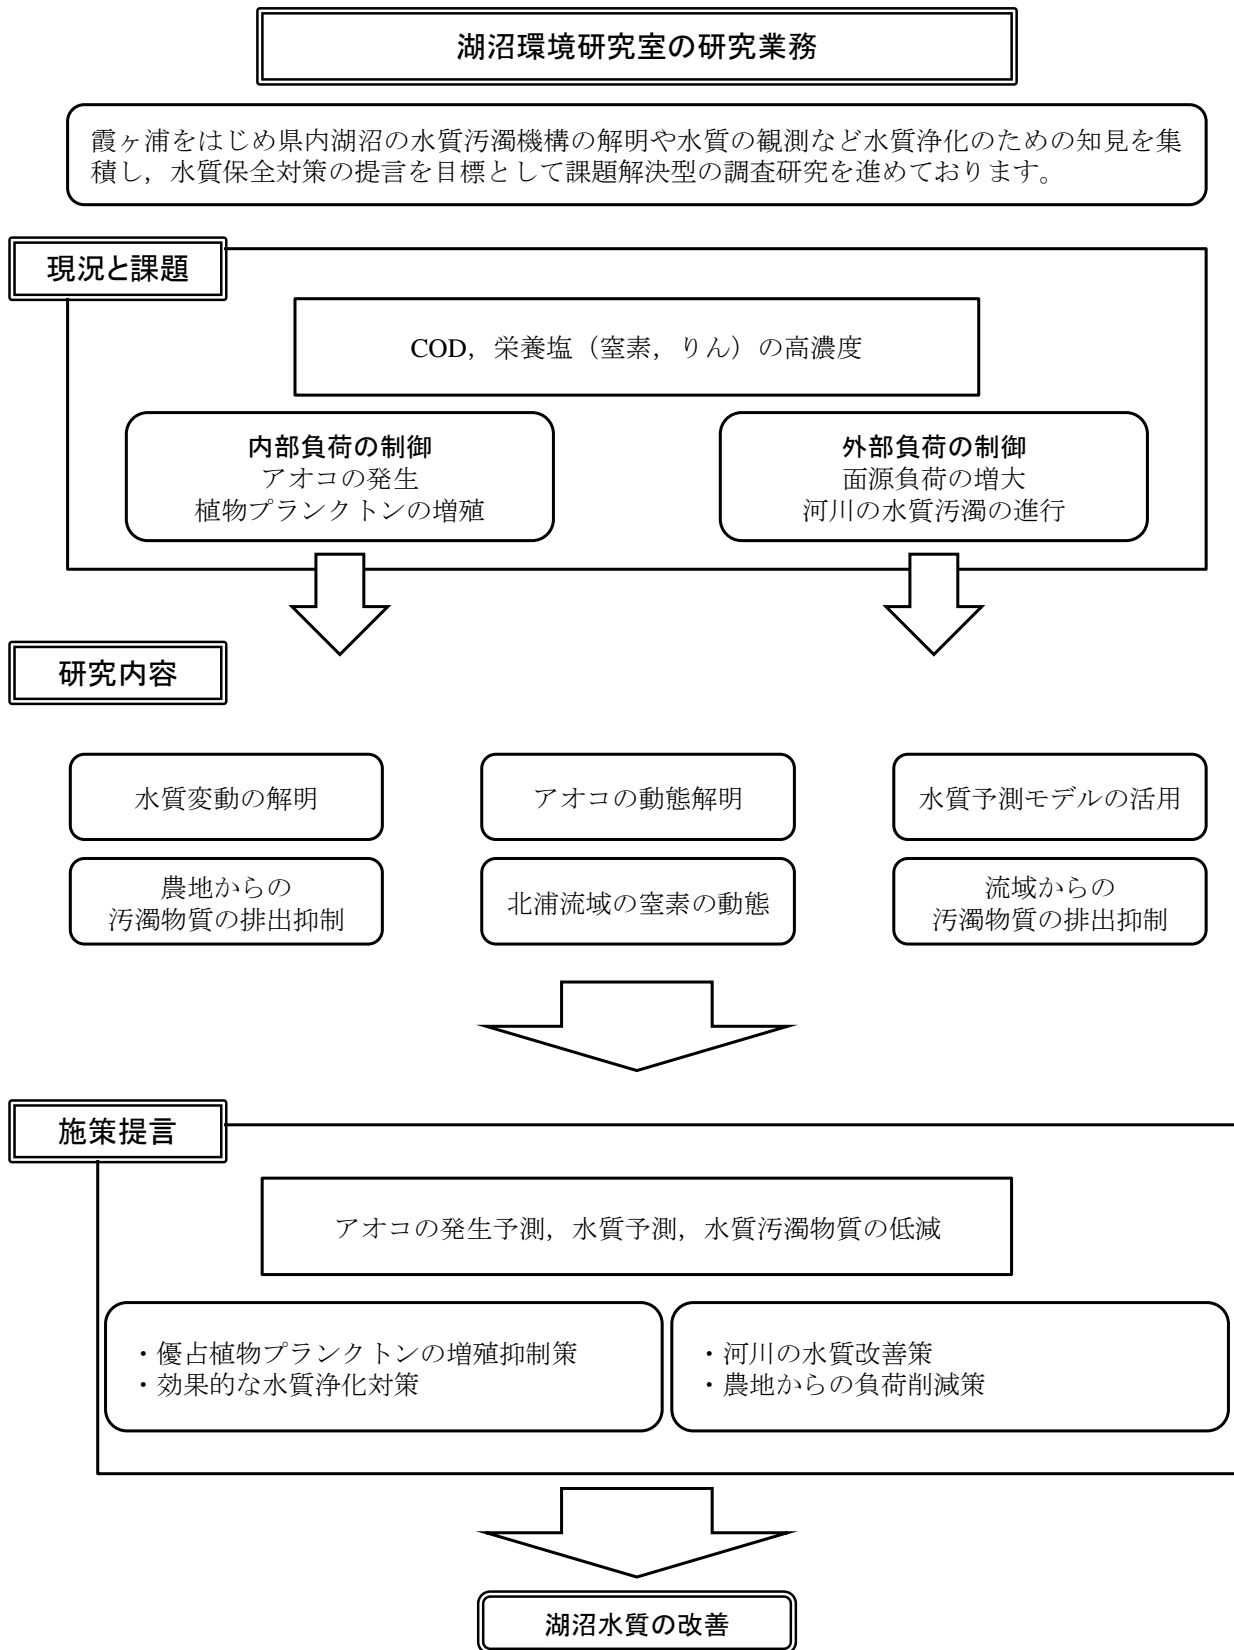 湖沼環境研究室の研究業務
霞ヶ浦をはじめ県内湖沼の水質汚濁機構の解明や水質の観測など水質浄化のための知見を集
積し，水質保全対策の提言を目標として課題解決型の調査研究を進めております。
現況と課題
COD，栄養塩（窒素，りん）の高濃度
内部負荷の制御
アオコの発生
植物プランクトンの増殖
外部負荷の制御
面源負荷の増大
河川の水質汚濁の進行
研究内容
水質変動の解明
アオコの動態解明
水質予測モデルの活用
農地からの
汚濁物質の排出抑制
北浦流域の窒素の動態
流域からの
汚濁物質の排出抑制
施策提言
アオコの発生予測，水質予測，水質汚濁物質の低減
・優占植物プランクトンの増殖抑制策
・効果的な水質浄化対策
・河川の水質改善策
・農地からの負荷削減策
湖沼水質の改善